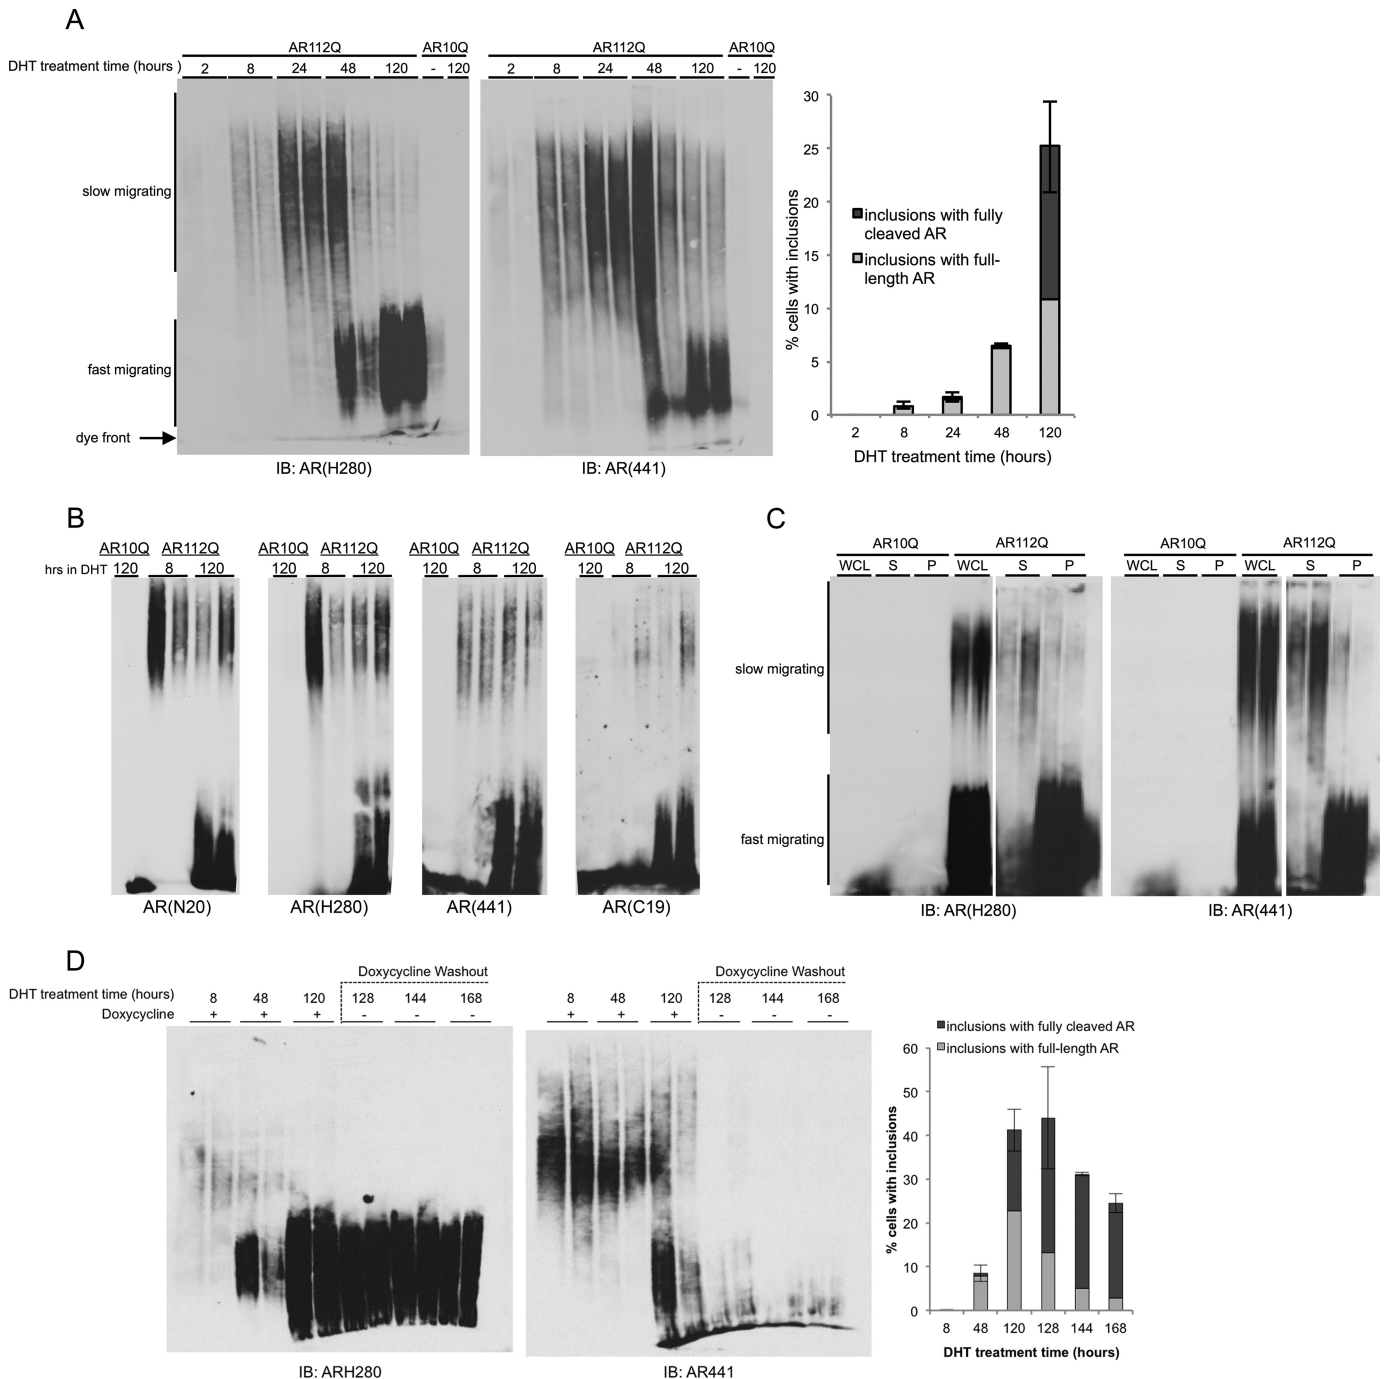 A
AR112Q AR10Q AR112Q AR10Q
DHT treatment time (hours ) 2 8 24 48 120 - 120 2 8 24 48 120 - 120
slow migrating
fast migrating
dye front
IB: AR(H280) IB: AR(441)
30
25
20
15
10
5
0
% cells with inclusions
inclusions with fully
cleaved AR
inclusions with full-
length AR
2 8 24 48 120
DHT treatment time (hours)
B
AR10Q AR112Q AR10Q AR112Q AR10Q AR112Q AR10Q AR112Q
hrs in DHT 120 8 120 120 8 120 120 8 120 120 8 120
AR(N20) AR(H280) AR(441) AR(C19)
C
AR10Q AR112Q AR10Q AR112Q
WCL S P WCL S P WCL S P WCL S P
slow migrating
fast migrating
IB: AR(H280) IB: AR(441)
D
Doxycycline Washout Doxycycline Washout
DHT treatment time (hours) 8 48 120 128 144 168 8 48 120 128 144 168
Doxycycline + + + - - - + + + - - -
IB: ARH280 IB: AR441
inclusions with fully cleaved AR
inclusions with full-length AR
60
50
40
30
20
10
0
% cells with inclusions
8 48 120 128 144 168
DHT treatment time (hours)